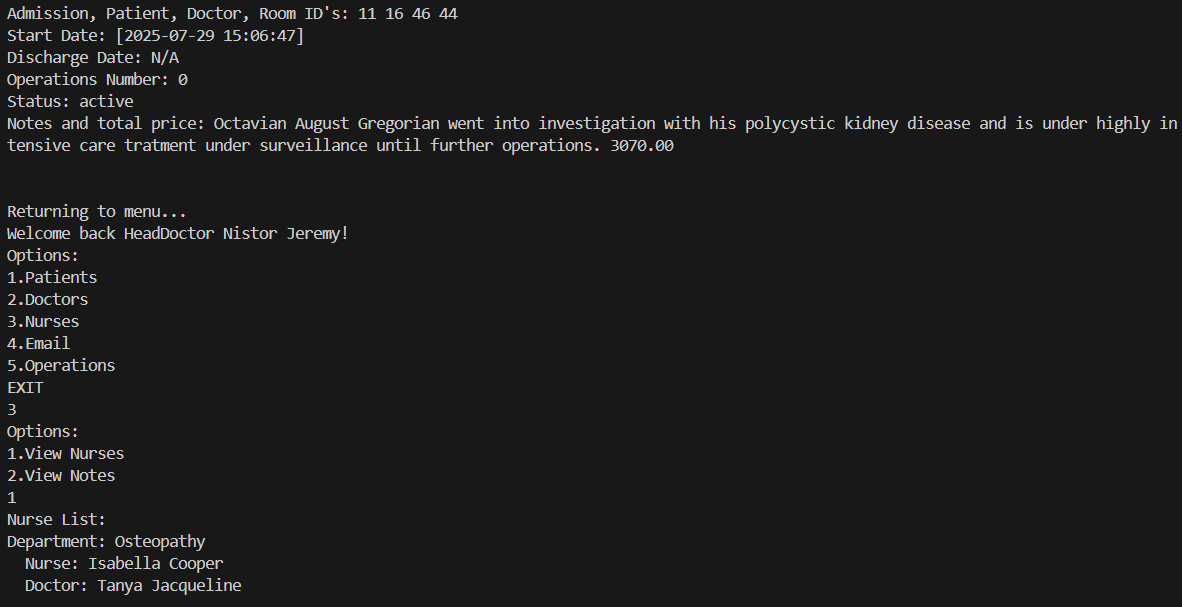 Admission, Patient, Doctor, Room ID's: 11 16 46 44
Start Date: [2025-07-29 15:06:47]
Discharge Date: N/A
Operations Number: 0
Status: active
Notes and total price: Octavian August Gregorian went into investigation with his polycystic kidney disease and is under highly in
tensive care tratment under surveillance until further operations. 3070.00
Returning to menu...
Welcome back HeadDoctor Nistor Jeremy!
Options:
1.Patients
2.Doctors
3.Nurses
4.Email
5.Operations
EXIT
3
Options:
1.View Nurses
2.View Notes
1
Nurse List:
Department: Osteopathy
  Nurse: Isabella Cooper
  Doctor: Tanya Jacqueline